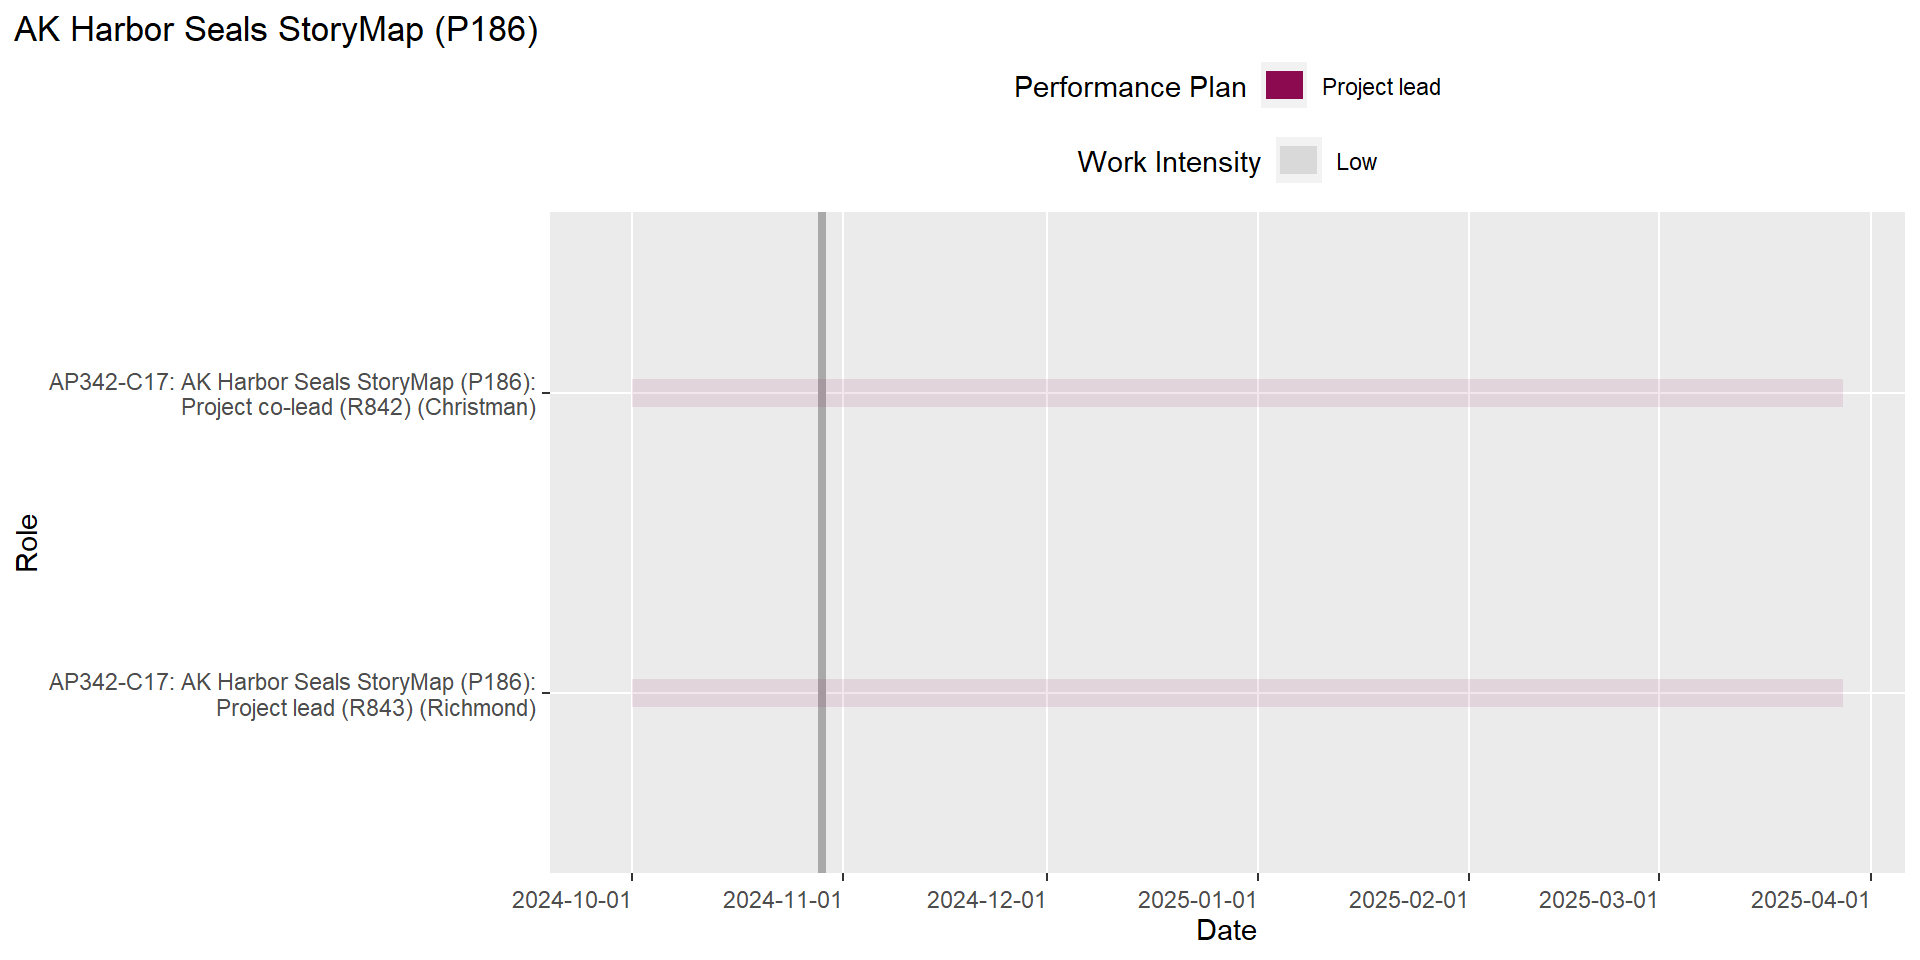 AK Harbor Seals StoryMap (P186)
Performance Plan
Project lead
Work Intensity
Low
AP342-C17: AK Harbor Seals StoryMap (P186):
Project co-lead (R842) (Christman)
Role
AP342-C17: AK Harbor Seals StoryMap (P186):
Project lead (R843) (Richmond)
2024-10-01
2024-11-01
2024-12-01
2025-01-01
2025-02-01
2025-03-01
2025-04-01
Date